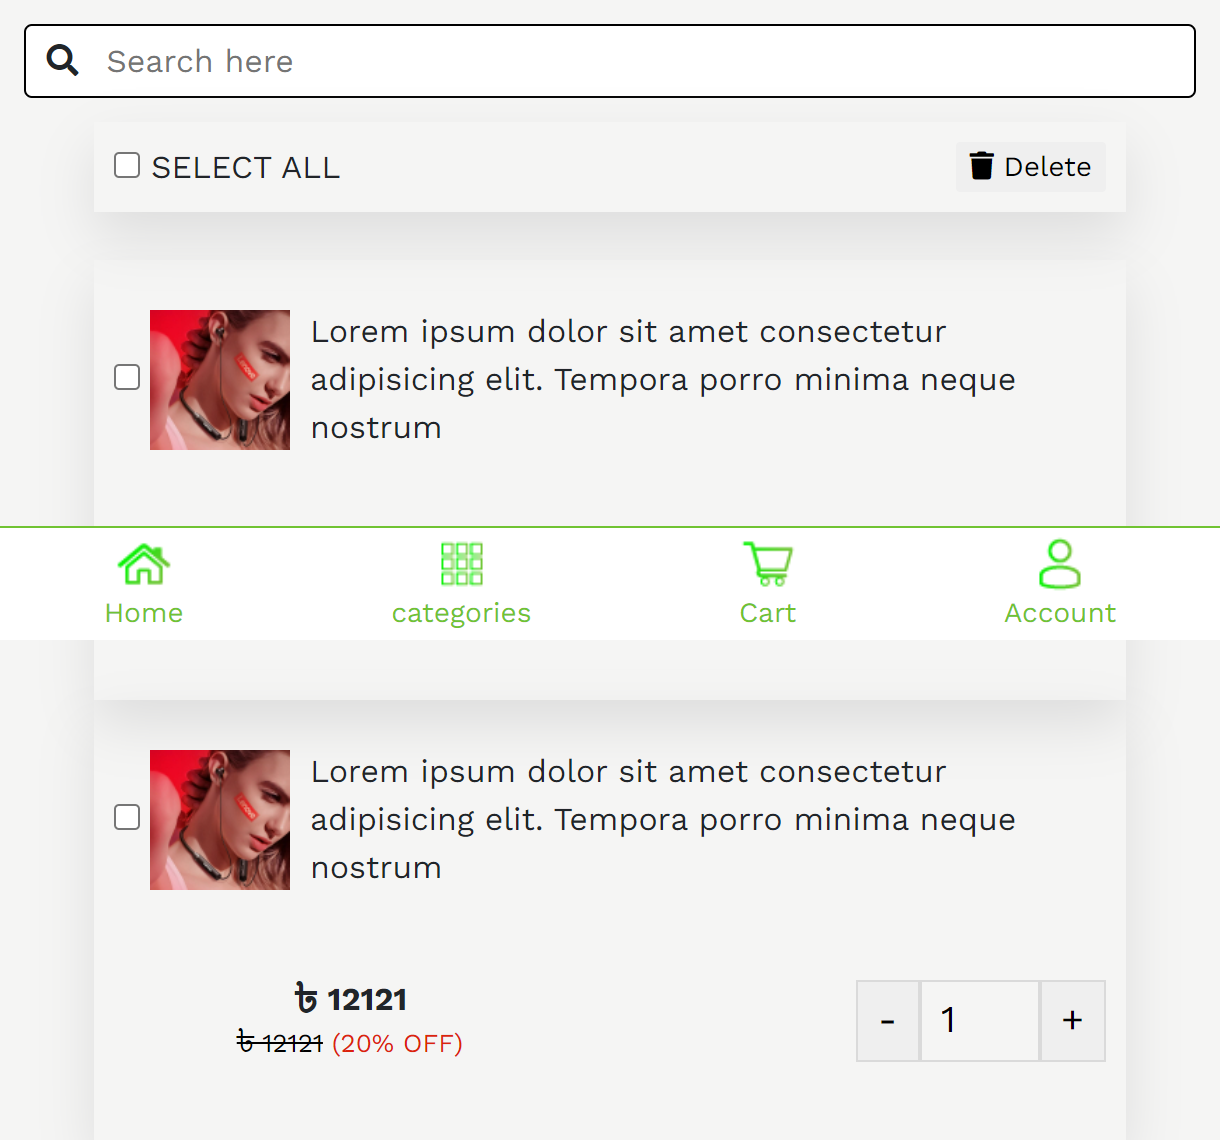 Search here
SELECT ALL
Delete
Lorem ipsum dolor sit amet consectetur
adipisicing elit. Tempora porro minima neque
nostrum
Home categories Cart Account
Lorem ipsum dolor sit amet consectetur
adipisicing elit. Tempora porro minima neque
nostrum
৳ 12121
৳ 12121 (20% OFF)
- 1 +